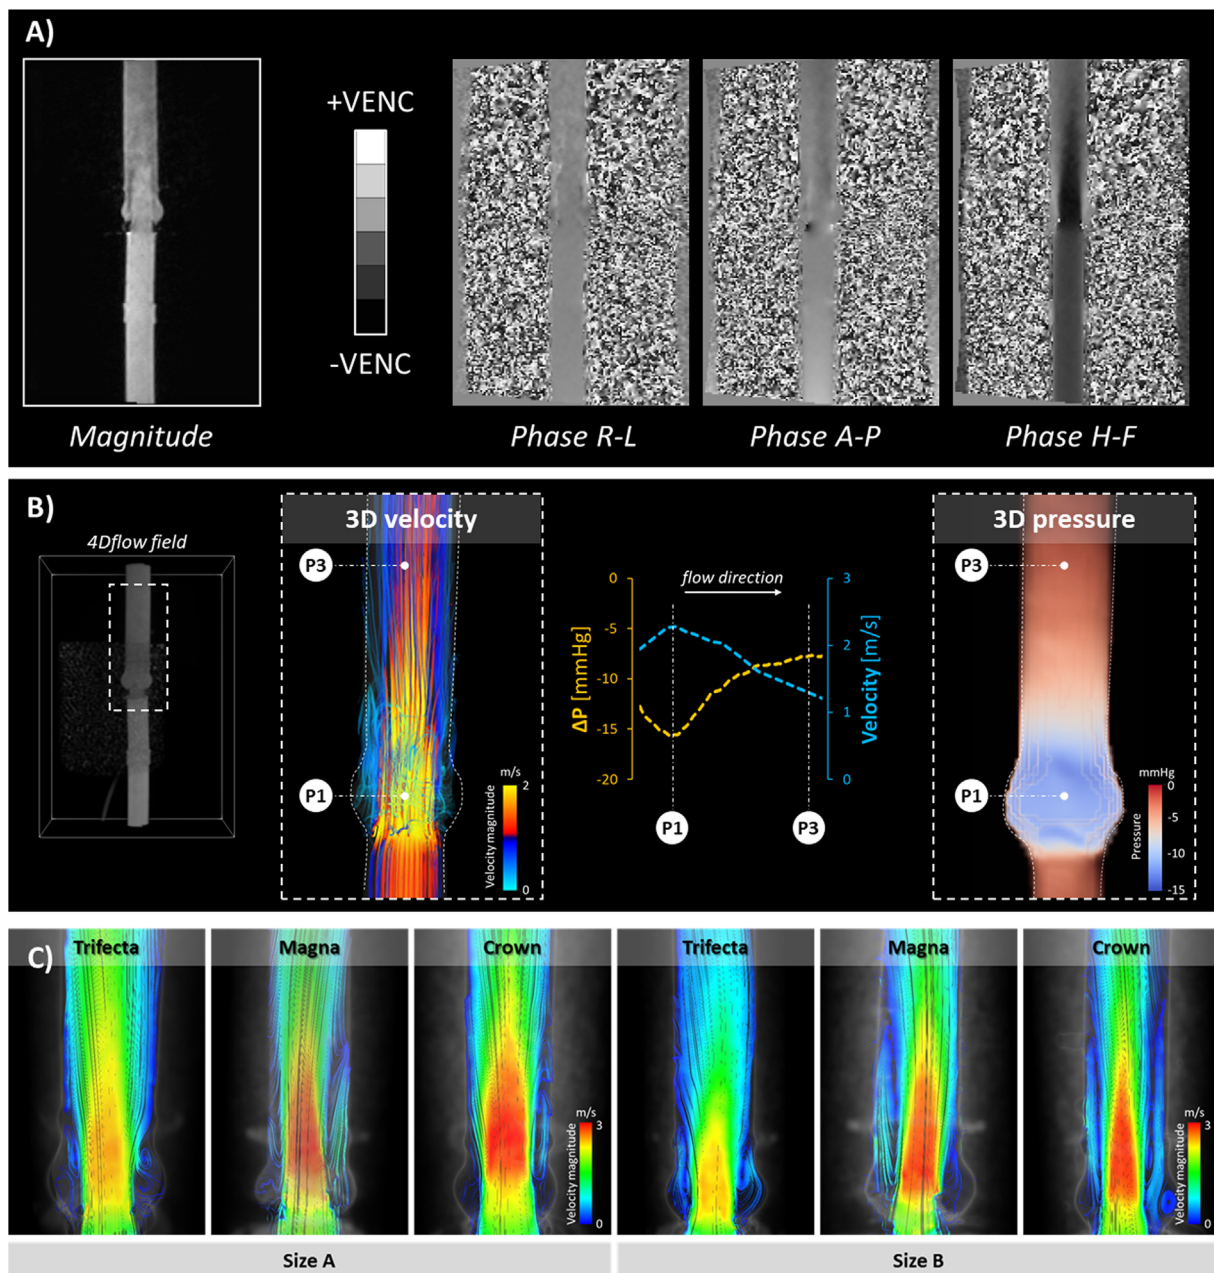 A)
+VENC
-VENC
Magnitude
Phase R-L
Phase A-P
Phase H-F
B)
4Dflow field
3D velocity
P3
P1
m/s
2
0
Velocity magnitude
flow direction
0
-5
-10
-15
-20
ΔP [mmHg]
3
2
1
0
Velocity [m/s]
P1
P3
3D pressure
P3
P1
mmHg
0
-5
-10
-15
Pressure
C)
Trifecta
Magna
Crown
m/s
3
0
Velocity magnitude
Trifecta
Magna
Crown
m/s
3
0
Velocity magnitude
Size A
Size B